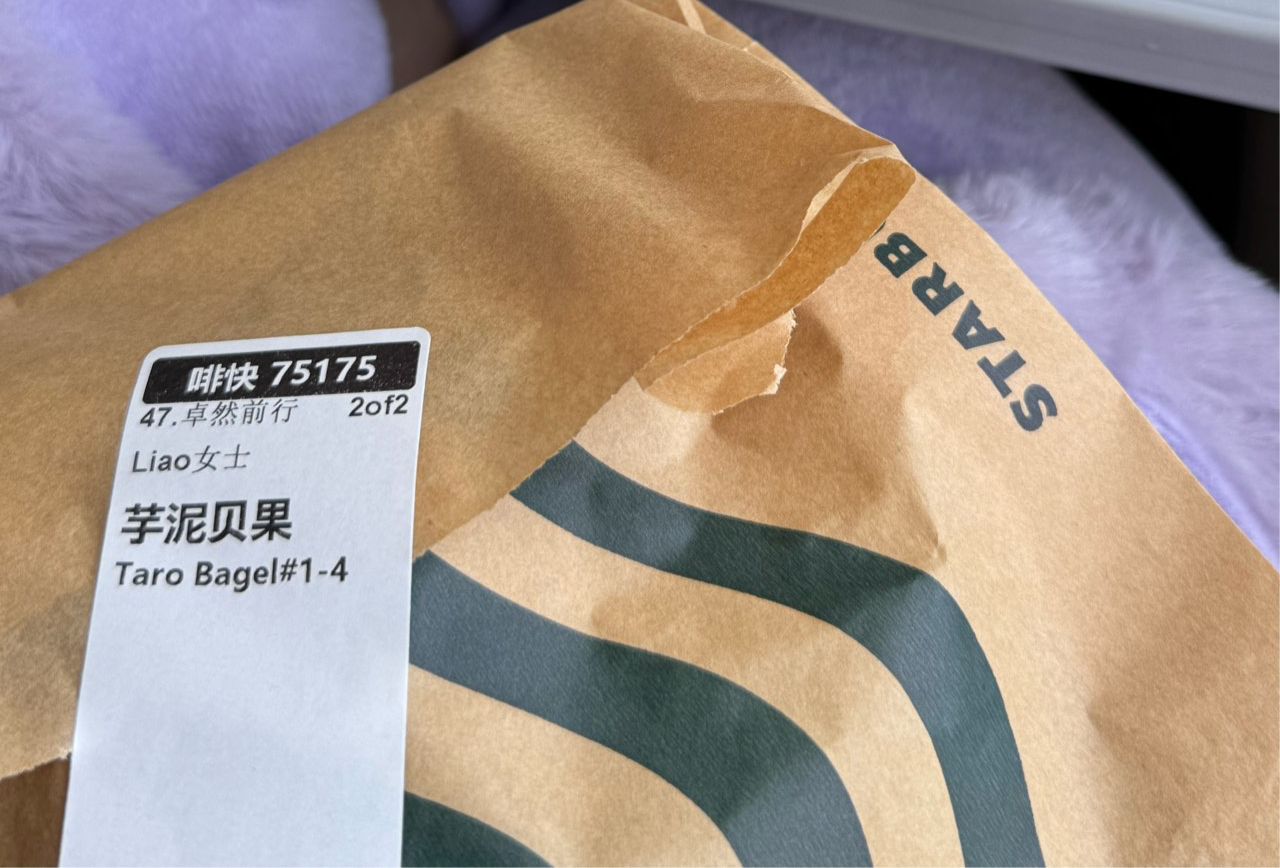 啡快 75175
47.卓然前行 2of2
Liao女士
芋泥贝果
Taro Bagel#1-4
STARB